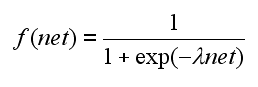 f(net) = 1 / (1 + exp(−λnet))